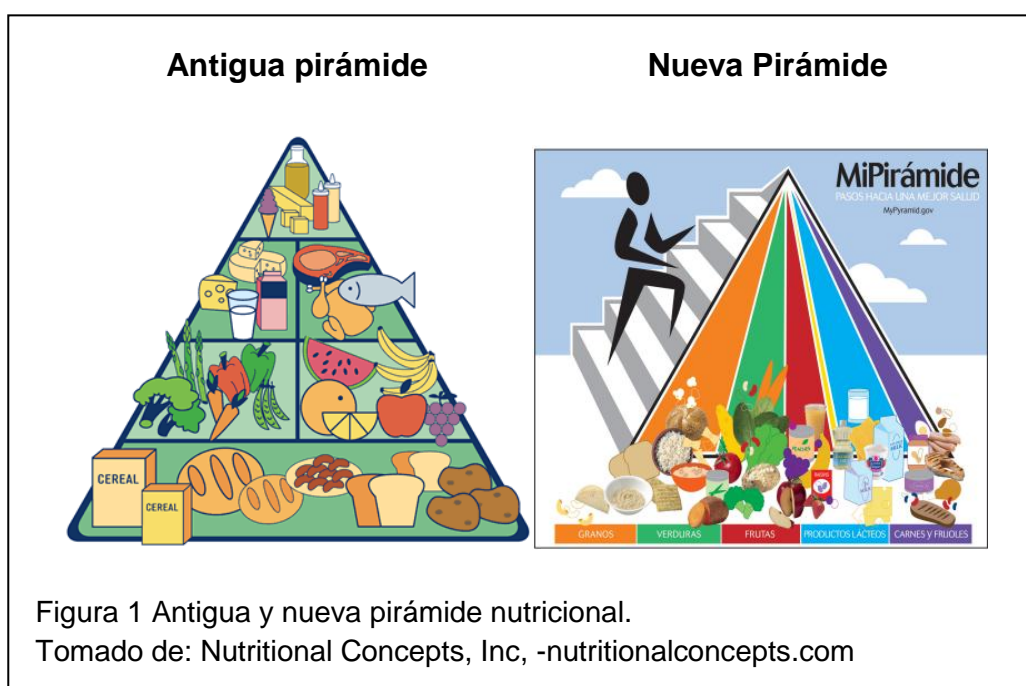 Antigua pirámide
Nueva Pirámide
CEREAL
CEREAL
MiPirámide
PASOS HACIA UNA MEJOR SALUD
MyPyramid.gov
GRANOS
VERDURAS
FRUTAS
PRODUCTOS LÁCTEOS
CARNES Y FRIJOLES
Figura 1 Antigua y nueva pirámide nutricional.
Tomado de: Nutritional Concepts, Inc, -nutritionalconcepts.com